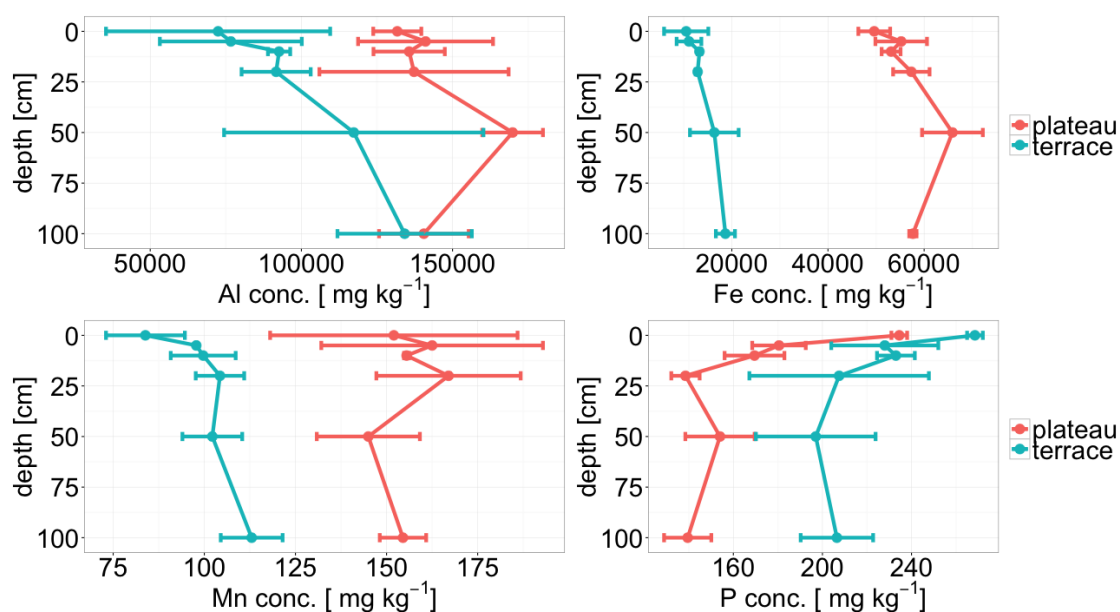 0
25
50
75
100
depth [cm]
50000 100000 150000
Al conc. [ mg kg−1]
0
25
50
75
100
depth [cm]
20000 40000 60000
Fe conc. [ mg kg−1]
plateau
terrace
0
25
50
75
100
depth [cm]
75 100 125 150 175
Mn conc. [ mg kg−1]
0
25
50
75
100
depth [cm]
160 200 240
P conc. [ mg kg−1]
plateau
terrace